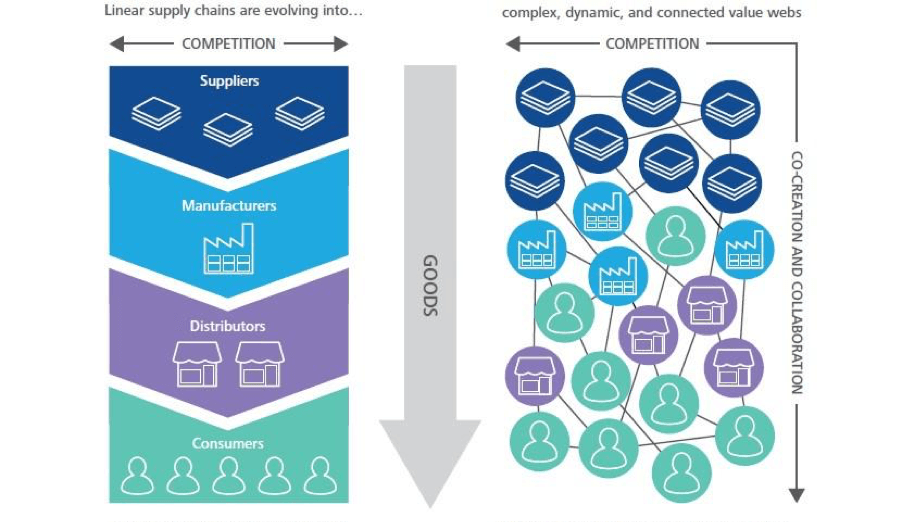 Linear supply chains are evolving into…
COMPETITION
Suppliers
Manufacturers
Distributors
Consumers
GOODS
complex, dynamic, and connected value webs
COMPETITION
CO-CREATION AND COLLABORATION